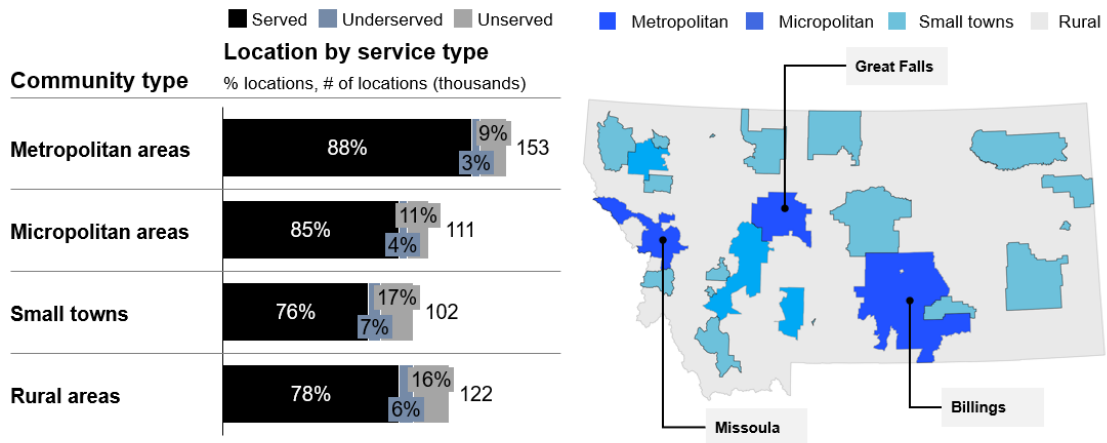 Served Underserved Unserved
Location by service type
Community type
% locations, # of locations (thousands)
Metropolitan areas
88% 3% 9% 153
Micropolitan areas
85% 4% 11% 111
Small towns
76% 7% 17% 102
Rural areas
78% 6% 16% 122
Metropolitan Micropolitan Small towns Rural
Great Falls
Missoula
Billings